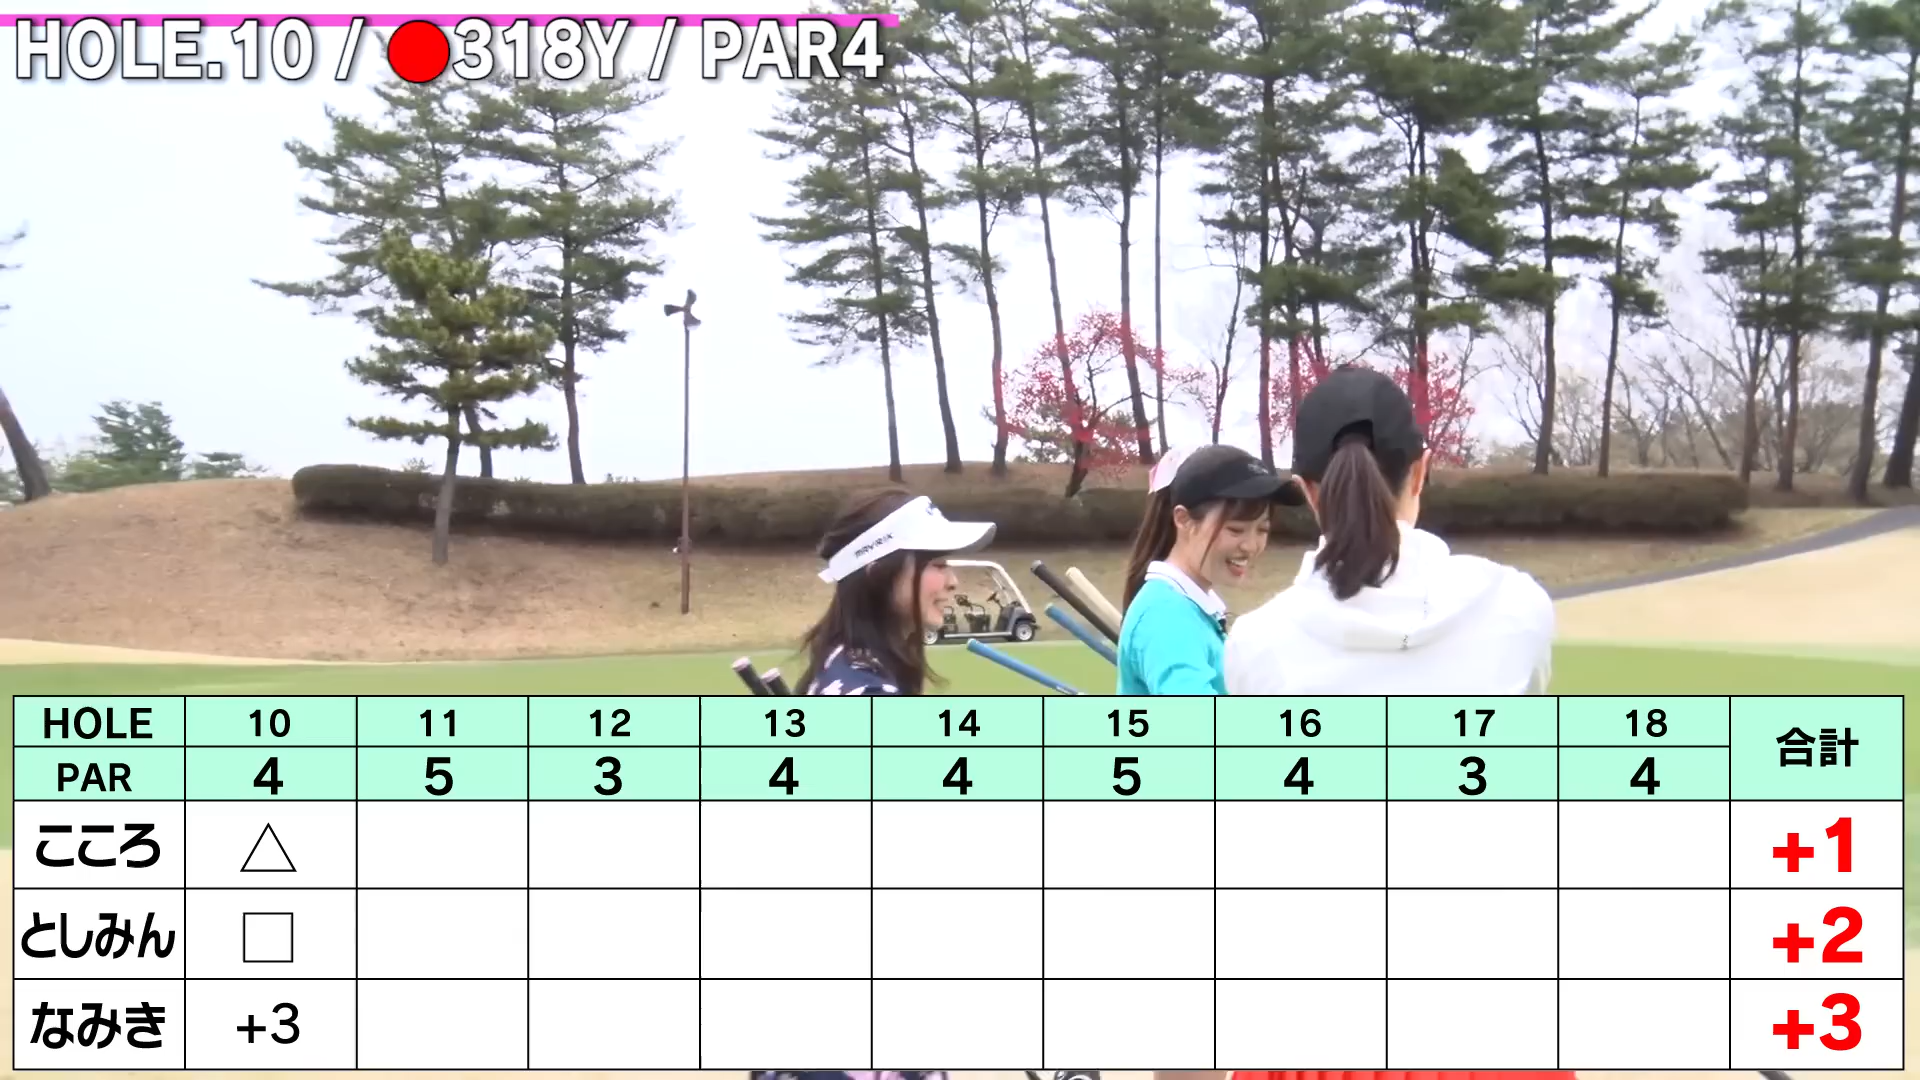 HOLE.10 / 🔴318Y / PAR4
MAVRIK
HOLE 10 11 12 13 14 15 16 17 18 合計
PAR 4 5 3 4 4 5 4 3 4
こころ △ +1
としみん □ +2
なみき +3 +3